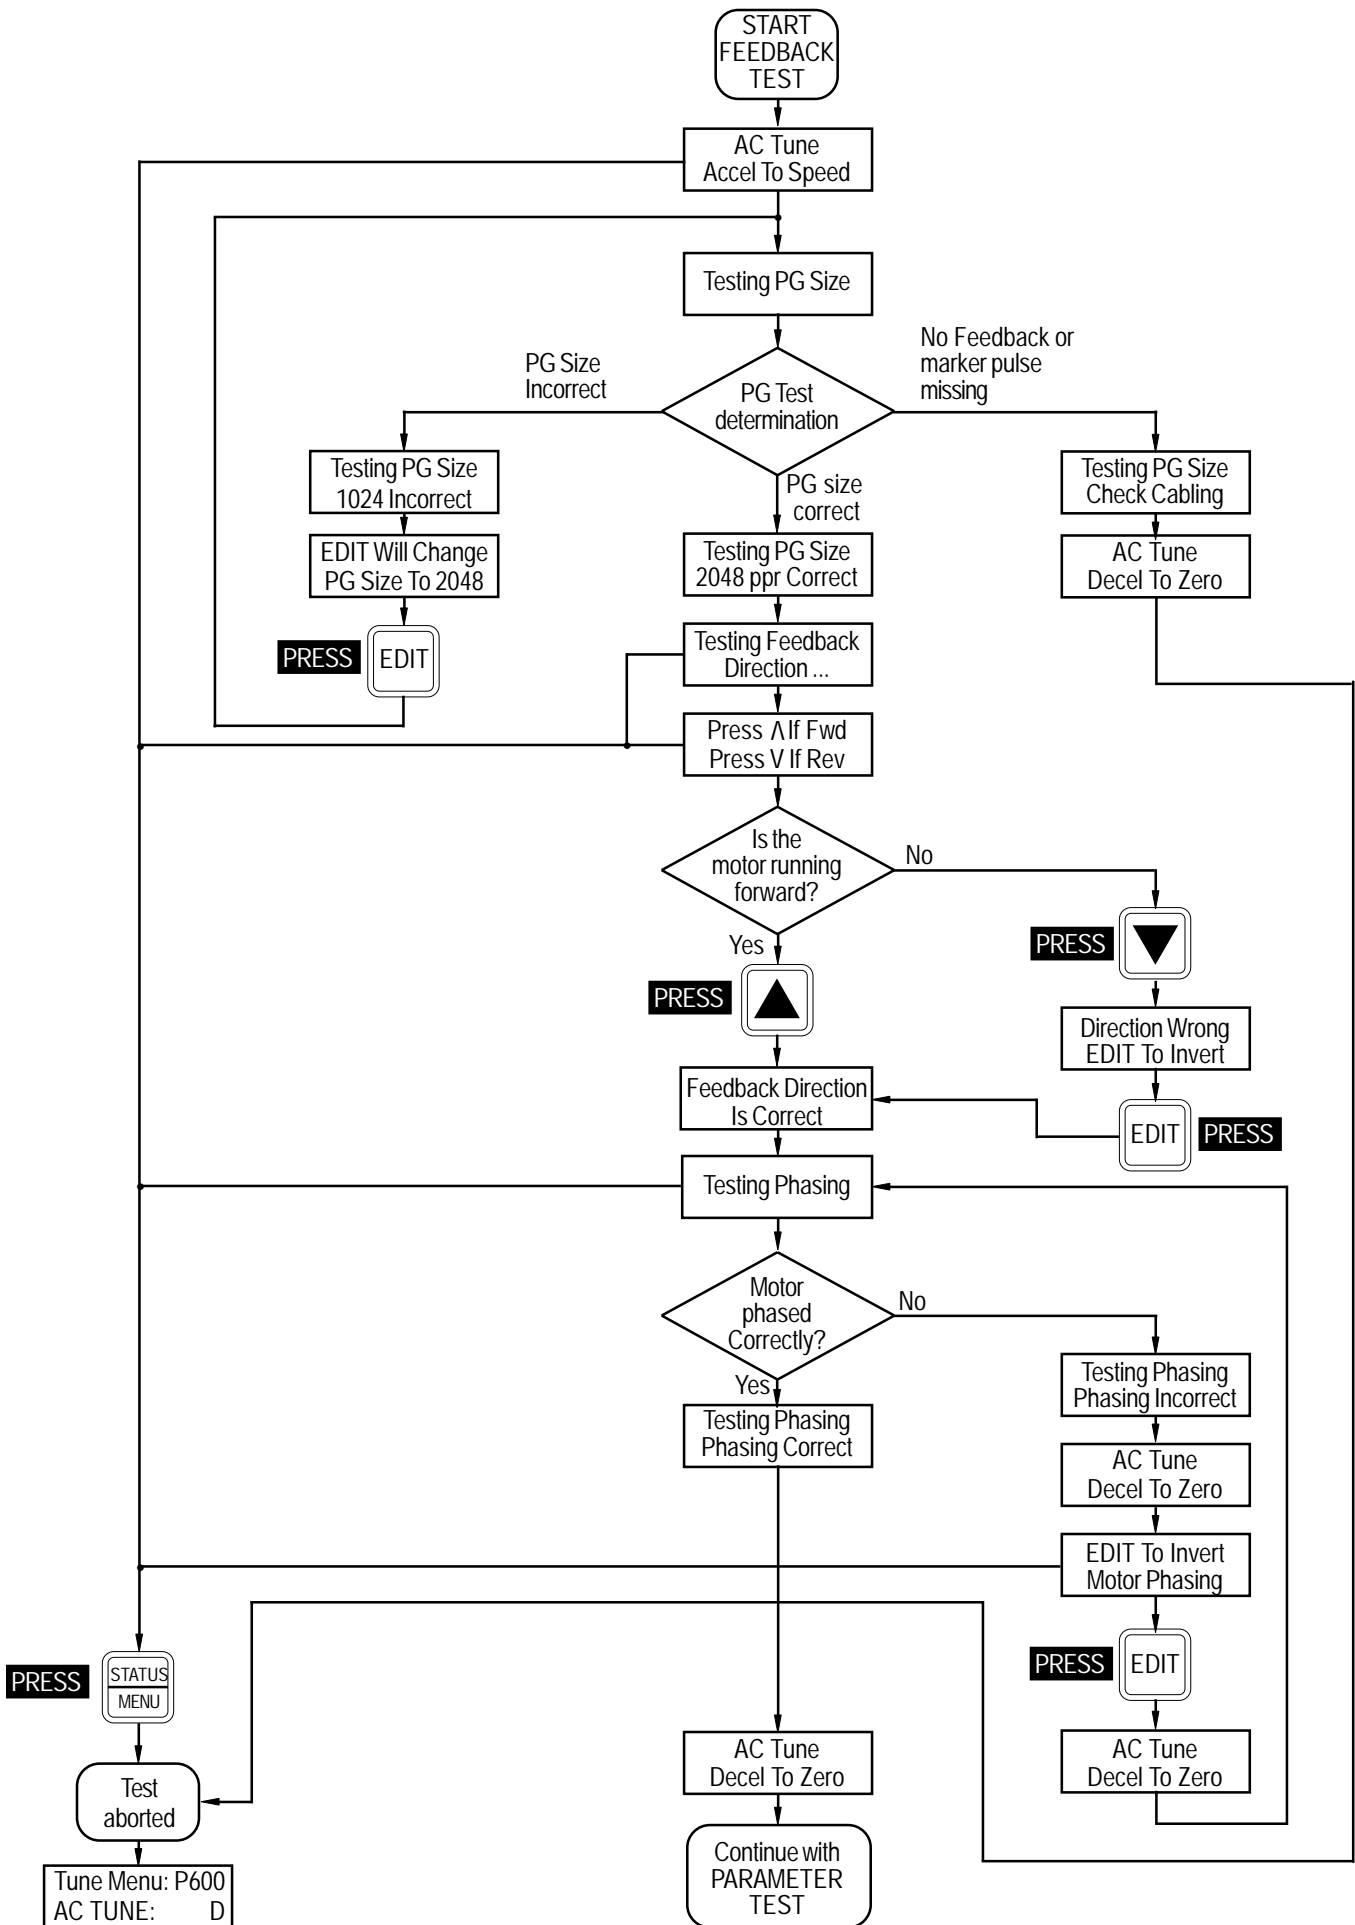 START
FEEDBACK
TEST
AC Tune
Accel To Speed
Testing PG Size
No Feedback or
marker pulse
missing
PG Size
Incorrect
PG Test
determination
Testing PG Size
1024 Incorrect
PG size
correct
Testing PG Size
Check Cabling
EDIT Will Change
PG Size To 2048
Testing PG Size
2048 ppr Correct
AC Tune
Decel To Zero
PRESS
EDIT
Testing Feedback
Direction ...
Press Λ If Fwd
Press V If Rev
Is the
motor running
forward?
No
Yes
PRESS
PRESS
Direction Wrong
EDIT To Invert
Feedback Direction
Is Correct
EDIT
PRESS
Testing Phasing
Motor
phased
Correctly?
No
Yes
Testing Phasing
Phasing Incorrect
Testing Phasing
Phasing Correct
AC Tune
Decel To Zero
EDIT To Invert
Motor Phasing
PRESS
EDIT
PRESS
STATUS
MENU
AC Tune
Decel To Zero
AC Tune
Decel To Zero
Test
aborted
Continue with
PARAMETER
TEST
Tune Menu: P600
AC TUNE: D